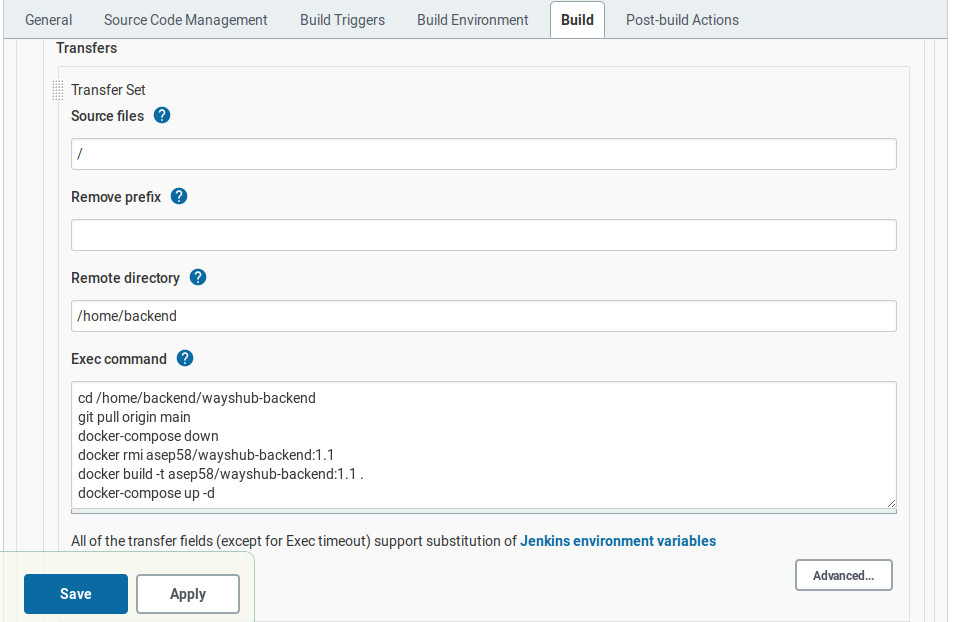 General Source Code Management Build Triggers Build Environment Build Post-build Actions
Transfers
Transfer Set
Source files ?
/
Remove prefix ?
Remote directory ?
/home/backend
Exec command ?
cd /home/backend/wayshub-backend
git pull origin main
docker-compose down
docker rmi asep58/wayshub-backend:1.1
docker build -t asep58/wayshub-backend:1.1 .
docker-compose up -d
All of the transfer fields (except for Exec timeout) support substitution of Jenkins environment variables
Advanced...
Save Apply